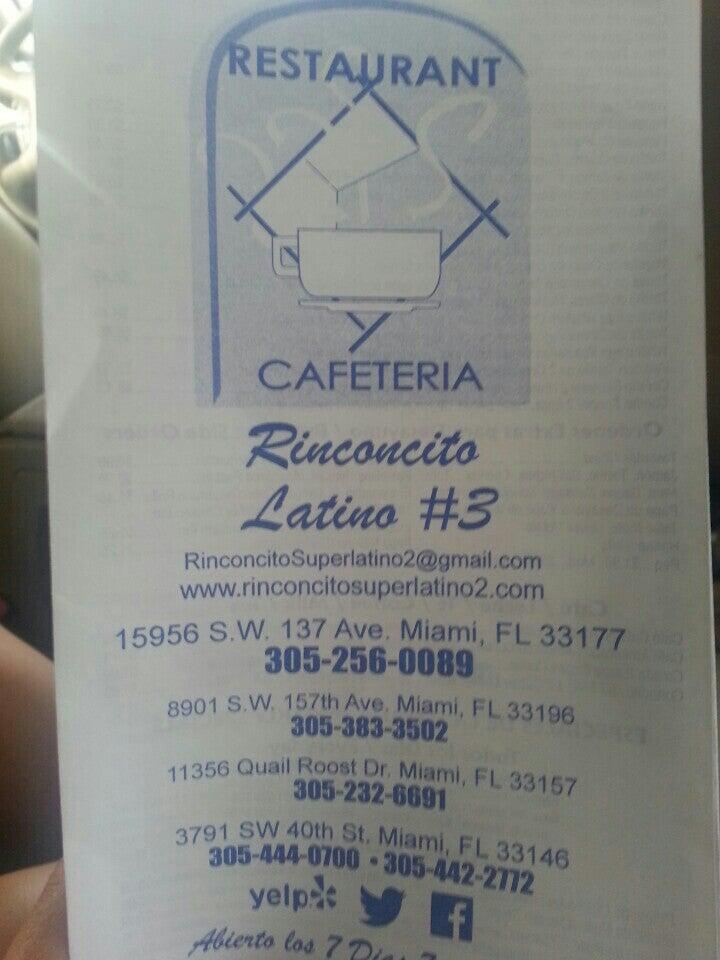 RESTAURANT
CAFETERIA
Rinconcito
Latino #3
RinconcitoSuperlatino2@gmail.com
www.rinconcitosuperlatino2.com
15956 S.W. 137 Ave. Miami, FL 33177
305-256-0089
8901 S.W. 157th Ave. Miami, FL 33196
305-383-3502
11356 Quail Roost Dr. Miami, FL 33157
305-232-6691
3791 SW 40th St. Miami, FL 33146
305-444-0700 • 305-442-2772
yelp
Abierto los 7 Días